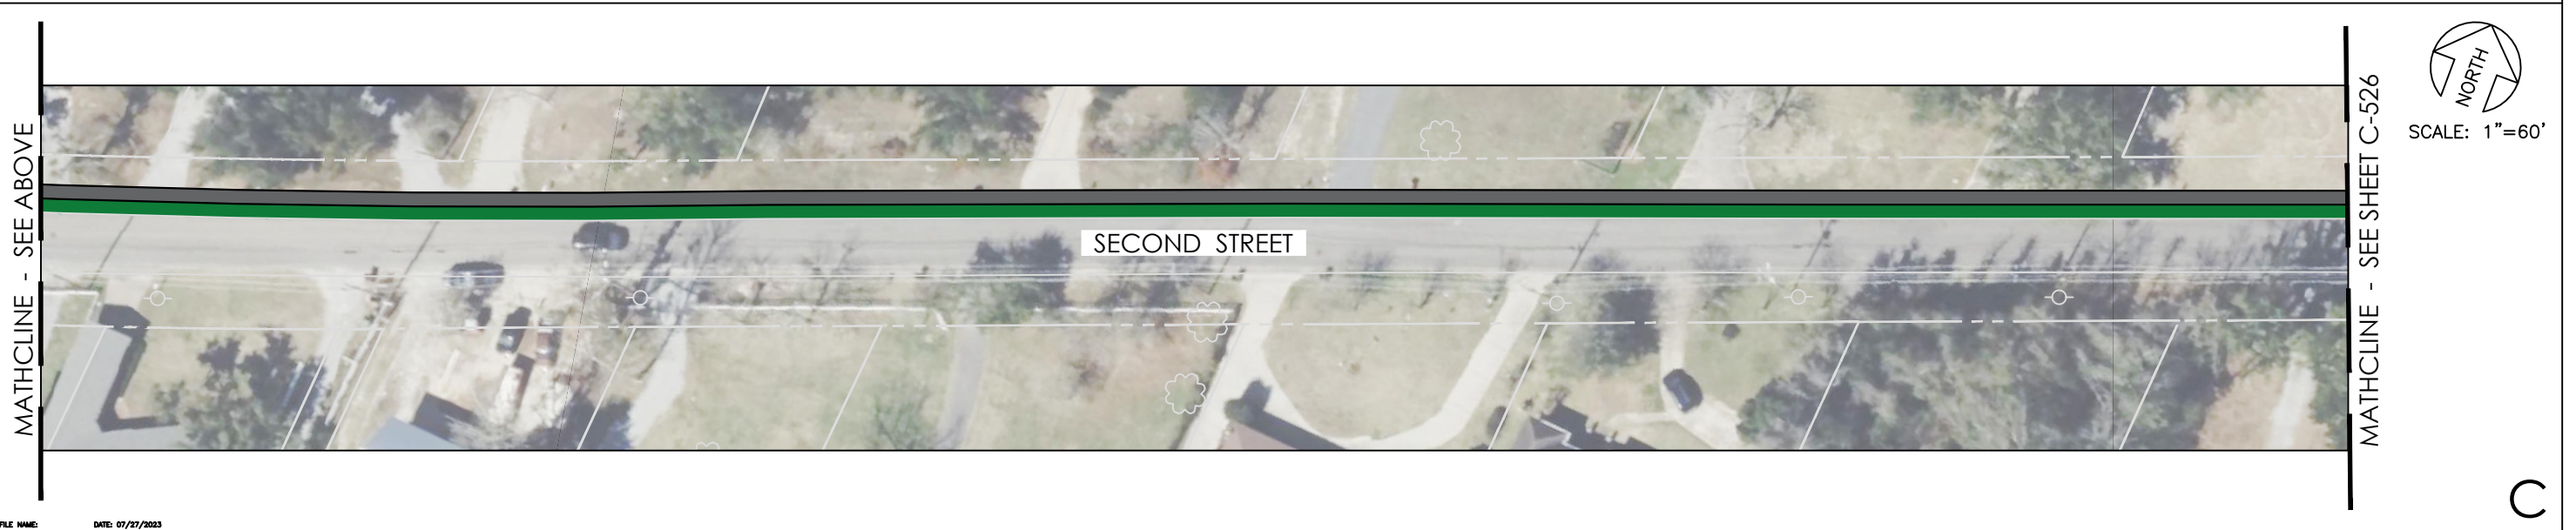 MATHCLINE - SEE ABOVE
SECOND STREET
MATHCLINE - SEE SHEET C-526
NORTH
SCALE: 1"=60'
C
FILE NAME: DATE: 07/27/2023